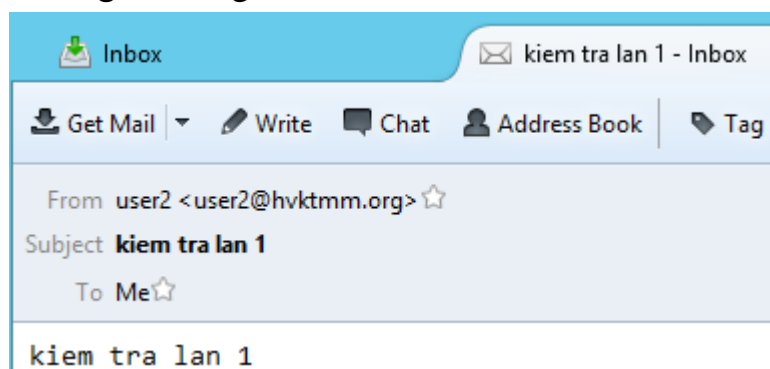 Inbox
kiem tra lan 1 - Inbox
Get Mail Write Chat Address Book Tag
From user2 <user2@hvktmm.org>
Subject kiem tra lan 1
To Me
kiem tra lan 1